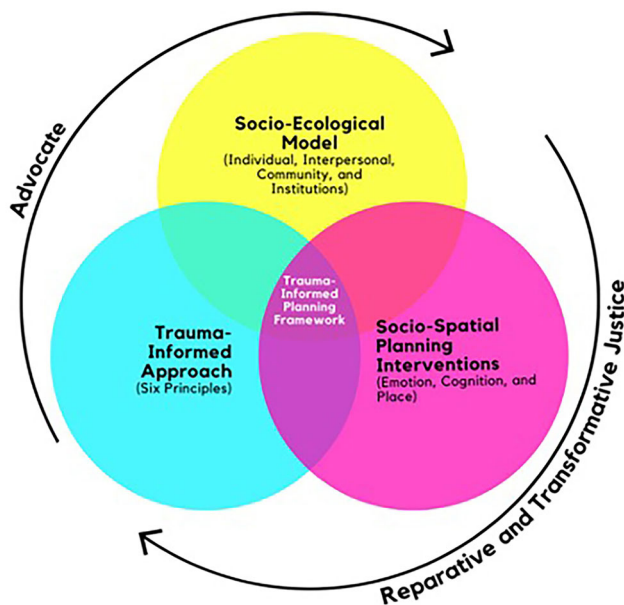 Advocate
Socio-Ecological
Model
(Individual, Interpersonal,
Community, and
Institutions)
Trauma-
Informed
Planning
Framework
Trauma-
Informed
Approach
(Six Principles)
Socio-Spatial
Planning
Interventions
(Emotion, Cognition, and
Place)
Reparative and Transformative Justice